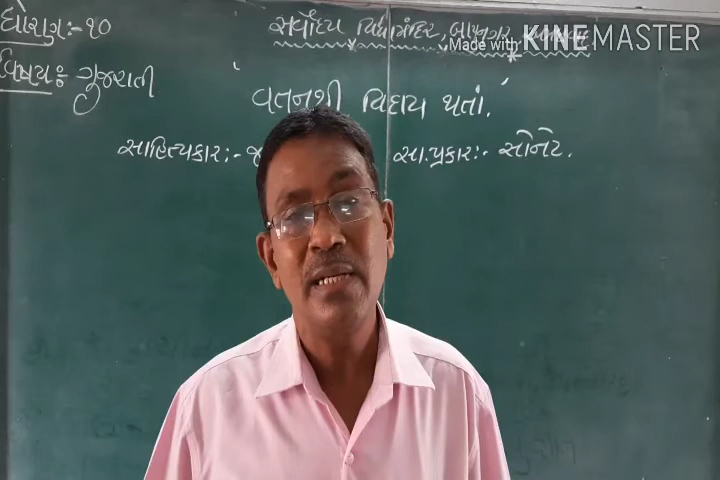 ધોરણ:- ૧૦
સર્વોદય વિદ્યામંદિર,
Made with KINEMASTER
વિષય: ગુજરાતી
'વતનથી વિદાય થતાં.'
સાહિત્યકાર:- જ
સા.પ્રકાર:- સોનેટ.